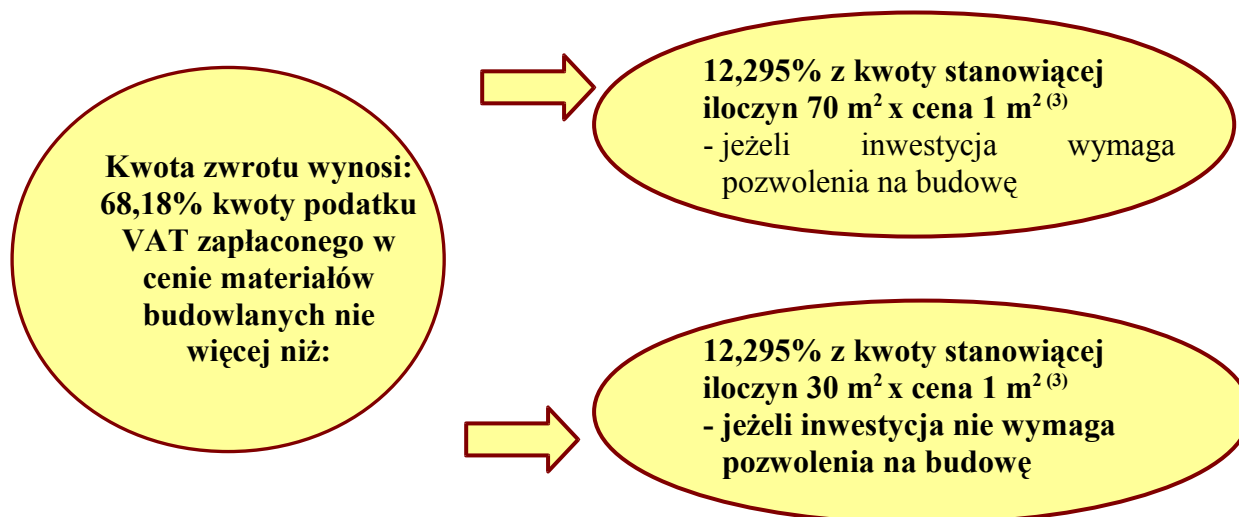 Kwota zwrotu wynosi:
68,18% kwoty podatku
VAT zapłaconego w
cenie materiałów
budowlanych nie
więcej niż:
12,295% z kwoty stanowiącej
iloczyn 70 m² x cena 1 m² ⁽³⁾
- jeżeli inwestycja wymaga
pozwolenia na budowę
12,295% z kwoty stanowiącej
iloczyn 30 m² x cena 1 m² ⁽³⁾
- jeżeli inwestycja nie wymaga
pozwolenia na budowę